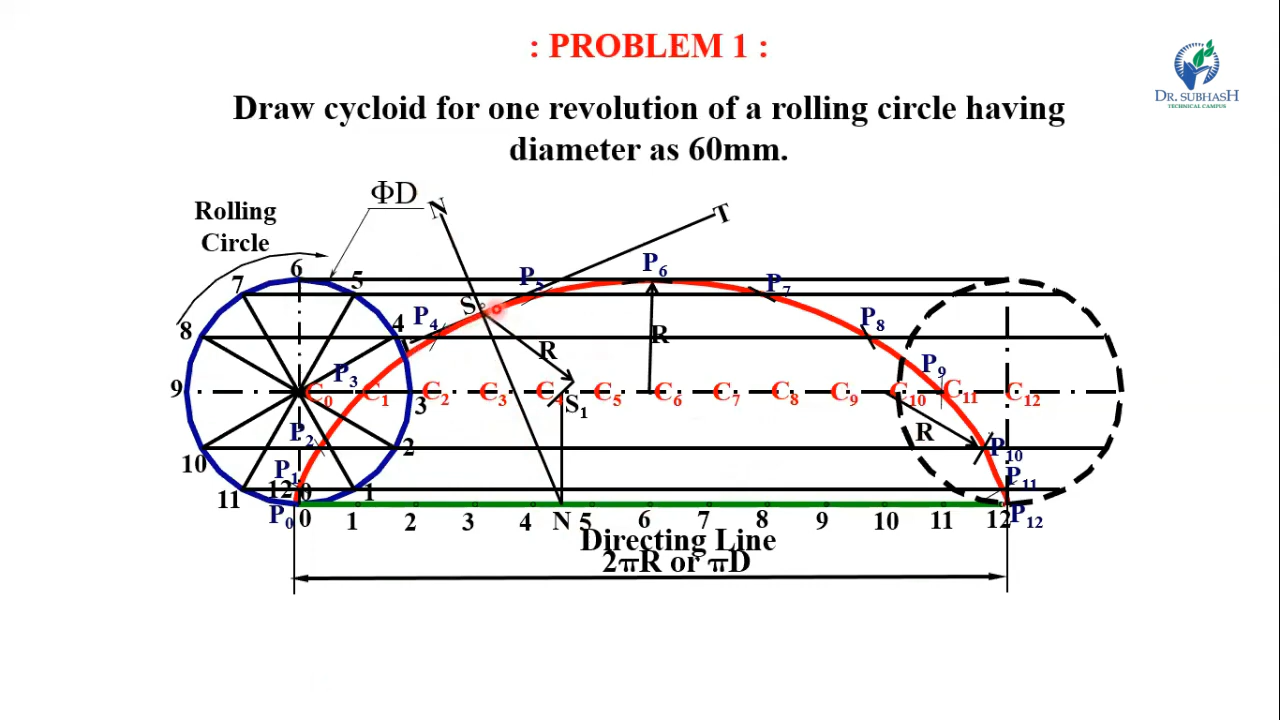 : PROBLEM 1 :
DR. SUBHASH
TECHNICAL CAMPUS
Draw cycloid for one revolution of a rolling circle having
diameter as 60mm.
Rolling
Circle
ΦD
N
T
6
7
5
P5
P6
P7
8
4
P4
S
P8
R
R
P3
P9
9
3
C0 C1 C2 C3 C4 C5 C6 C7 C8 C9 C10 C11 C12
S1
P2
R
10
2
P10
P1
11
12
0
1
P11
P0
0 1 2 3 4 N 5 6 7 8 9 10 11 12
P12
Directing Line
2πR or πD